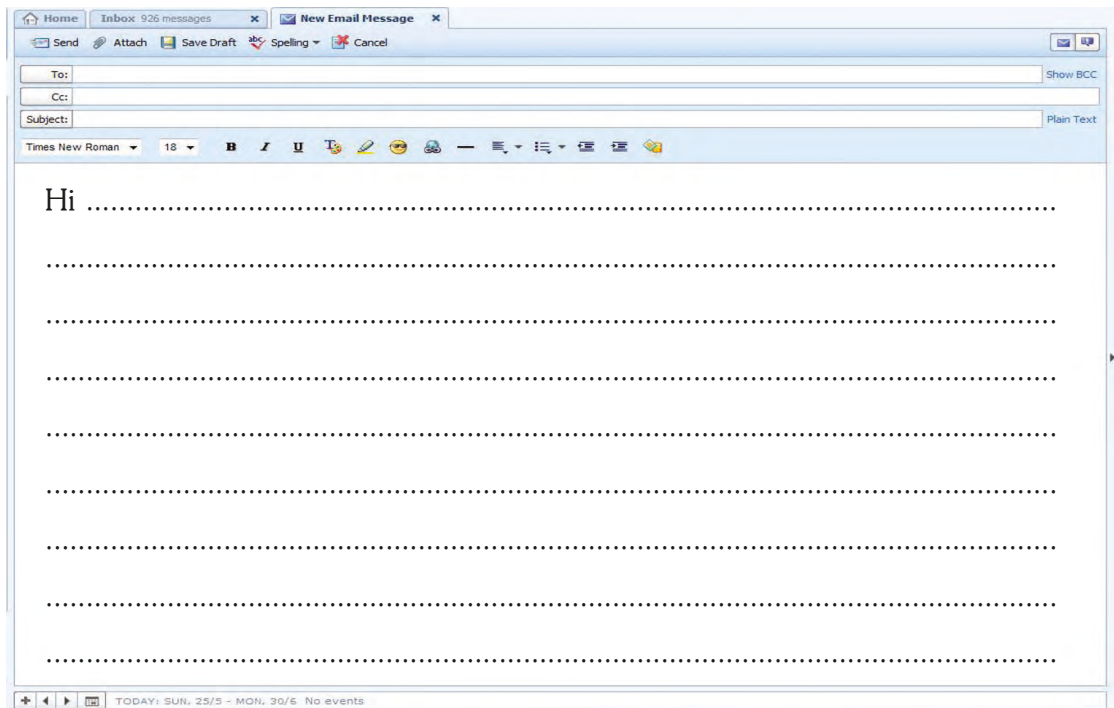 Home Inbox 926 messages x New Email Message x
Send Attach Save Draft abc Spelling Cancel
To: Show BCC
Cc:
Subject: Plain Text
Times New Roman 18 B I U T
Hi ........................................................................................................
............................................................................................................
............................................................................................................
............................................................................................................
............................................................................................................
............................................................................................................
............................................................................................................
............................................................................................................
............................................................................................................
TODAY: SUN, 25/5 - MON, 30/6 No events